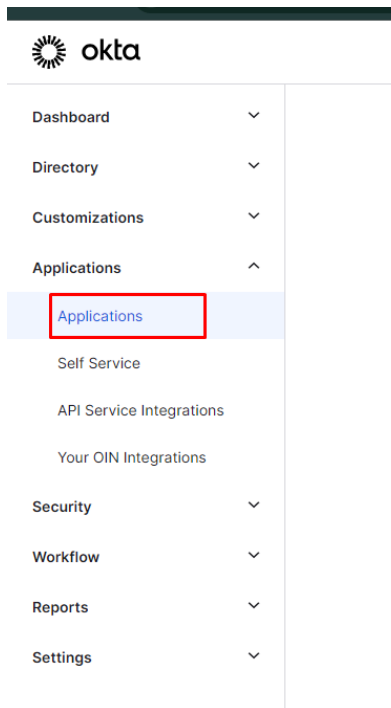 okta
Dashboard
Directory
Customizations
Applications
Applications
Self Service
API Service Integrations
Your OIN Integrations
Security
Workflow
Reports
Settings